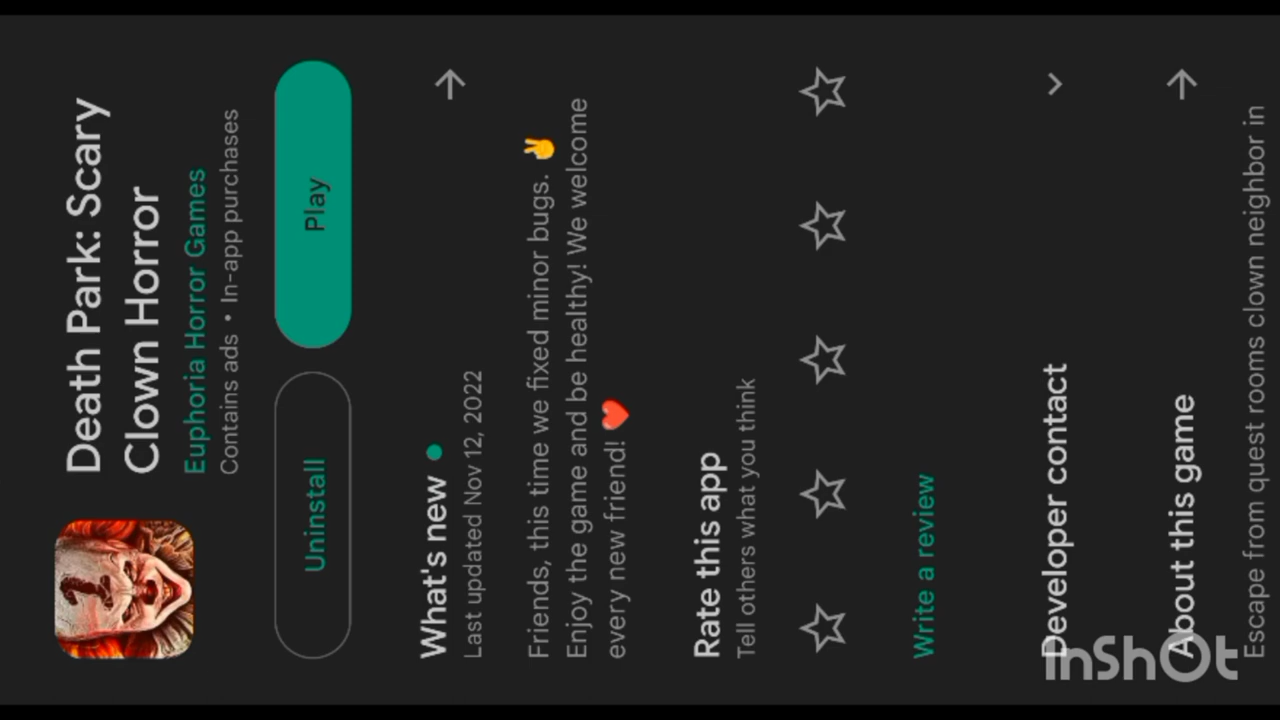 Death Park: Scary
Clown Horror
Euphoria Horror Games
Contains ads • In-app purchases
Uninstall
Play
What's new
Last updated Nov 12, 2022
Friends, this time we fixed minor bugs. ✌️
Enjoy the game and be healthy! We welcome
every new friend! ❤️
Rate this app
Tell others what you think
Write a review
Developer contact
About this game
Escape from quest rooms clown neighbor in
InShOt